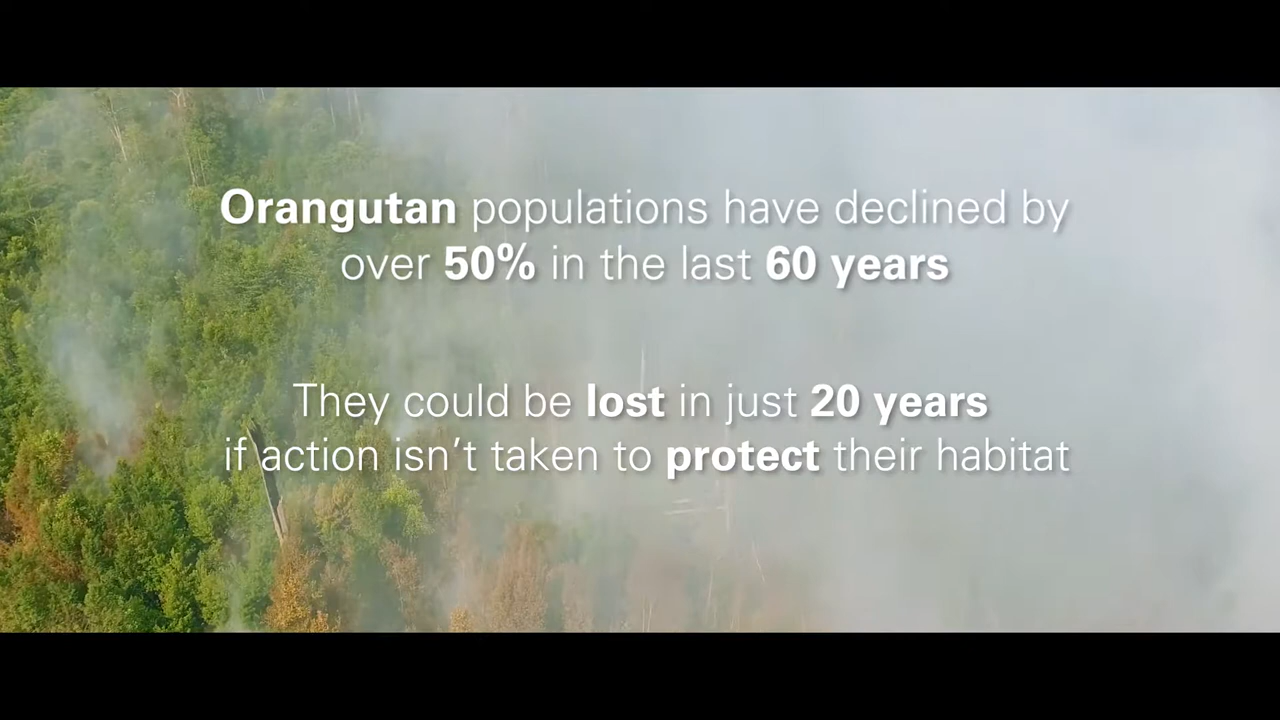 Orangutan populations have declined by
over 50% in the last 60 years
They could be lost in just 20 years
if action isn’t taken to protect their habitat